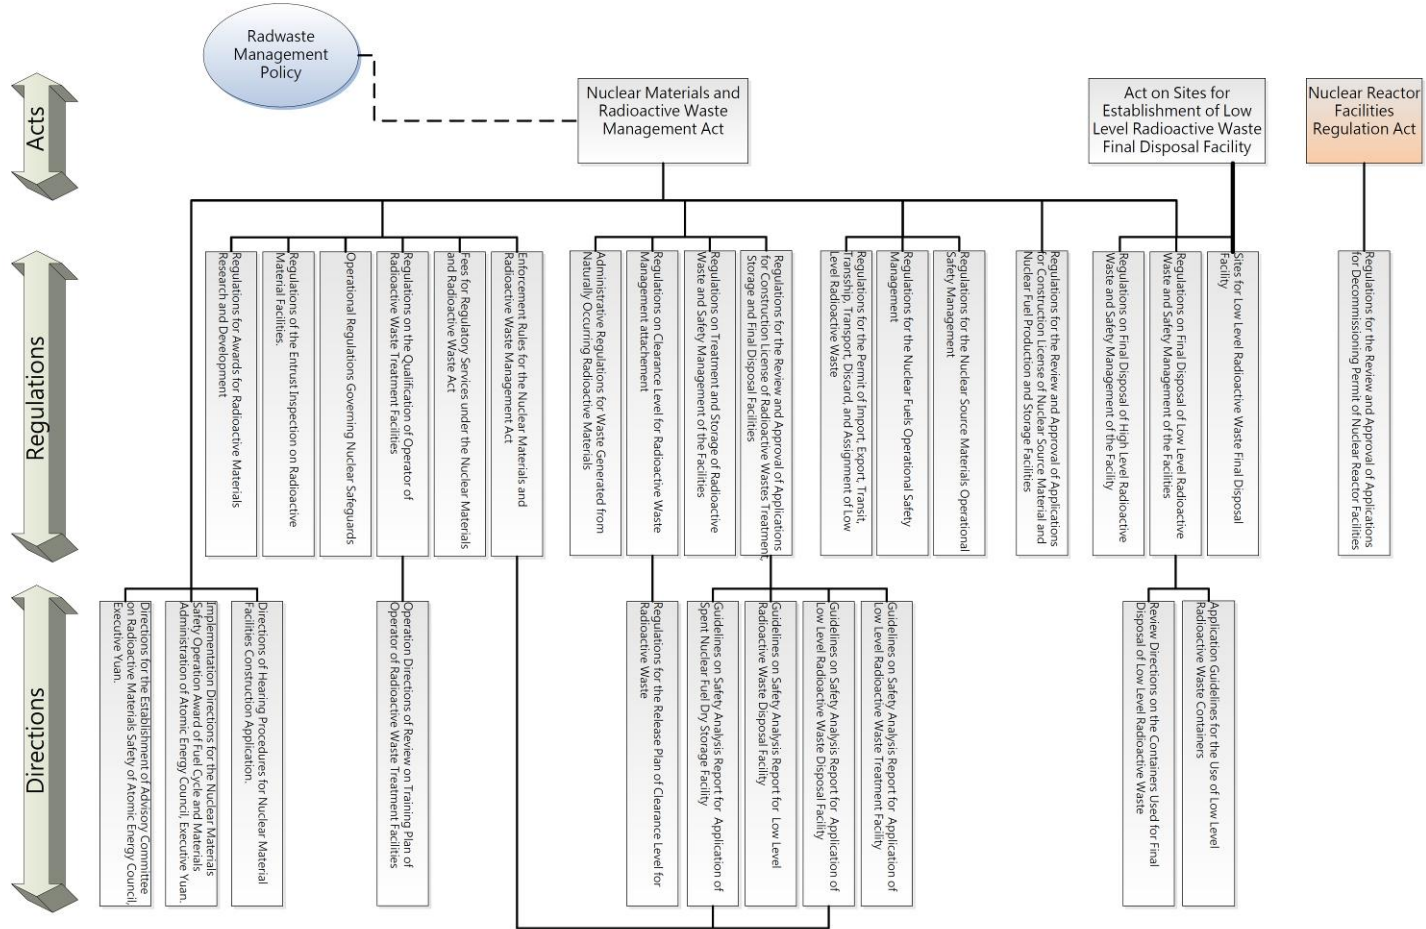 Radwaste
Management
Policy
Acts
Nuclear Materials and
Radioactive Waste
Management Act
Act on Sites for
Establishment of Low
Level Radioactive Waste
Final Disposal Facility
Nuclear Reactor
Facilities
Regulation Act
Regulations
Regulations for Awards for Radioactive Materials
Research and Development
Regulations of the Entrust Inspection on Radioactive
Material Facilities.
Operational Regulations Governing Nuclear Safeguards
Regulations on the Qualification of Operator of
Radioactive Waste Treatment Facilities
Fees for Regulatory Services under the Nuclear Materials
and Radioactive Waste Act
Enforcement Rules for the Nuclear Materials and
Radioactive Waste Management Act
Administrative Regulations for Waste Generated from
Naturally Occurring Radioactive Materials
Regulations on Clearance Level for Radioactive Waste
Management attachement
Regulations on Treatment and Storage of Radioactive
Waste and Safety Management of the Facilities
Regulations for the Review and Approval of Applications
for Construction License of Radioactive Wastes Treatment,
Storage and Final Disposal Facilities
Regulations for the Permit of Import, Export, Transit,
Transship, Transport, Discard, and Assignment of Low
Level Radioactive Waste
Regulations for the Nuclear Fuels Operational Safety
Management
Regulations for the Nuclear Source Materials Operational
Safety Management
Regulations for the Review and Approval of Applications
for Construction License of Nuclear Source Material and
Nuclear Fuel Production and Storage Facilities
Regulations on Final Disposal of High Level Radioactive
Waste and Safety Management of the Facility
Regulations on Final Disposal of Low Level Radioactive
Waste and Safety Management of the Facilities
Sites for Low Level Radioactive Waste Final Disposal
Facility
Regulations for the Review and Approval of Applications
for Decommissioning Permit of Nuclear Reactor Facilities
Directions
Directions for the Establishment of Advisory Committee
on Radioactive Materials Safety of Atomic Energy Council,
Executive Yuan.
Implementation Directions for the Nuclear Materials
Safety Operation Award of Fuel Cycle and Materials
Administration of Atomic Energy Council, Executive Yuan.
Directions of Hearing Procedures for Nuclear Material
Facilities Construction Application.
Operation Directions of Review on Training Plan of
Operator of Radioactive Waste Treatment Facilities
Regulations for the Release Plan of Clearance Level for
Radioactive Waste
Guidelines on Safety Analysis Report for Application of
Spent Nuclear Fuel Dry Storage Facility
Guidelines on Safety Analysis Report for Low Level
Radioactive Waste Disposal Facility
Guidelines on Safety Analysis Report for Application of
Low Level Radioactive Waste Disposal Facility
Guidelines on Safety Analysis Report for Application of
Low Level Radioactive Waste Treatment Facility
Review Directions on the Containers Used for Final
Disposal of Low Level Radioactive Waste
Application Guidelines for the Use of Low Level
Radioactive Waste Containers